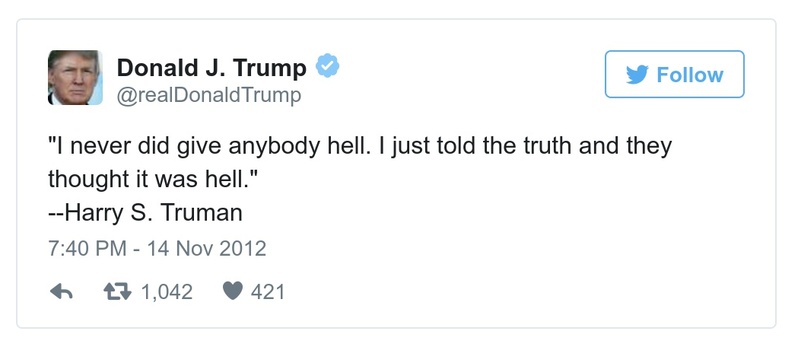 Donald J. Trump
@realDonaldTrump
Follow
"I never did give anybody hell. I just told the truth and they
thought it was hell."
--Harry S. Truman
7:40 PM - 14 Nov 2012
1,042 421